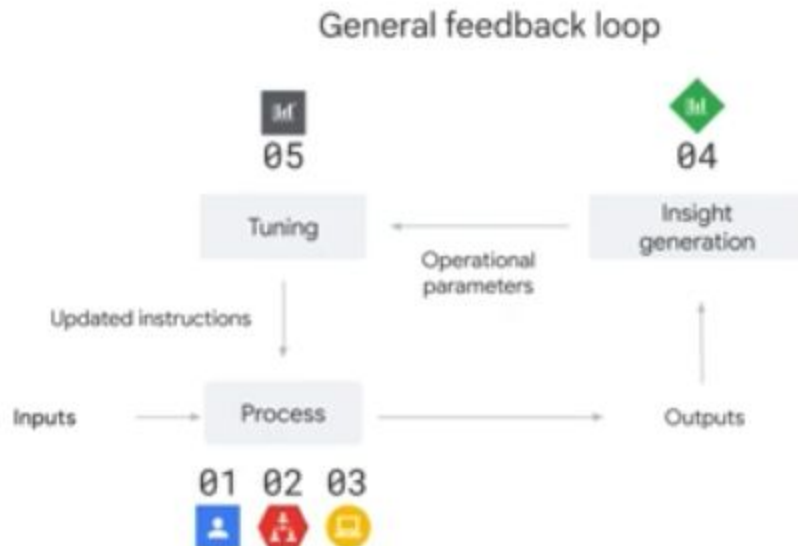 General feedback loop
05
04
Tuning
Insight
generation
Operational
parameters
Updated instructions
Inputs
Process
Outputs
01 02 03